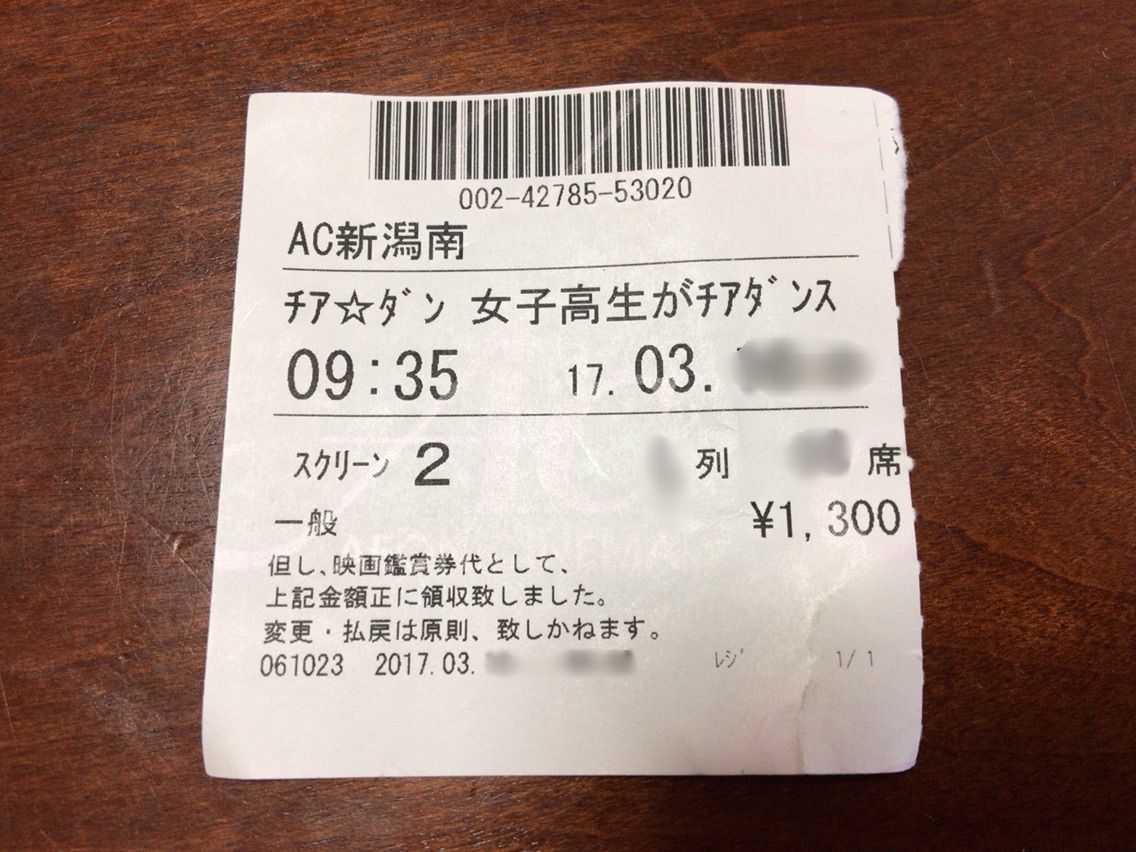 002-42785-53020
AC新潟南
ﾁｱ☆ﾀﾞﾝ 女子高生がﾁｱﾀﾞﾝｽ
09:35 17. 03.
ｽｸﾘｰﾝ 2 列 席
一般 ¥1,300
但し、映画鑑賞券代として、
上記金額正に領収致しました。
変更・払戻は原則、致しかねます。
061023 2017.03. ﾚｼﾞ 1/1